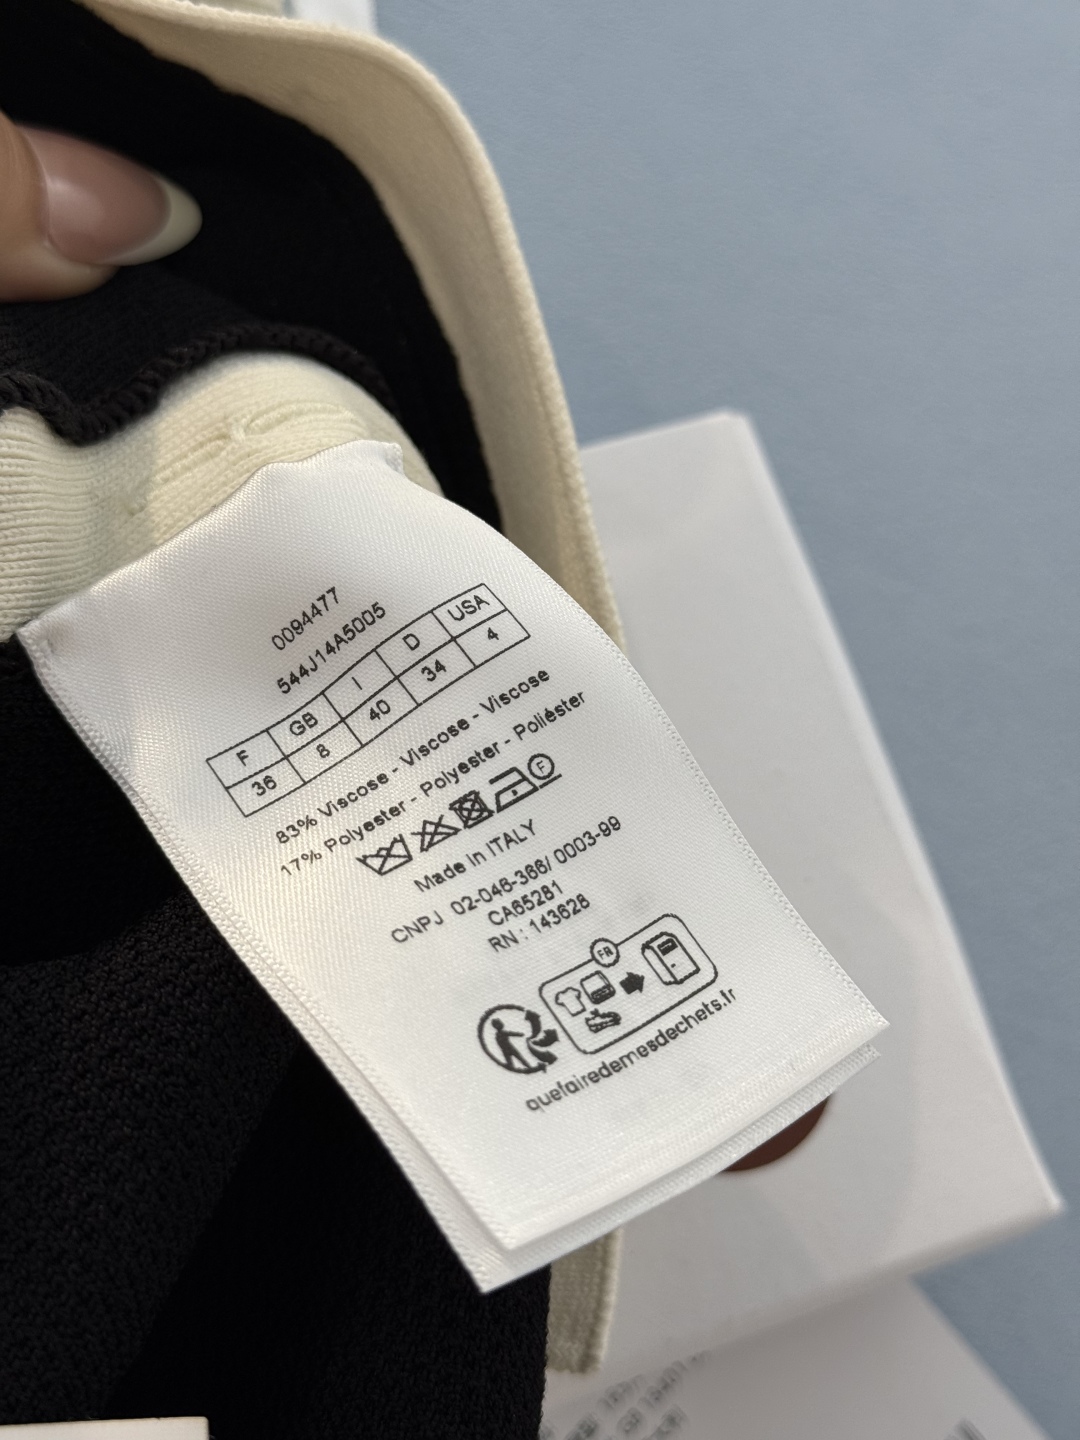 0094477
544J14A5005
F GB I D USA
36 8 40 34 4
83% Viscose - Viscose - Viscose
17% Polyester - Polyester - Poliéster
F
Made in ITALY
CNPJ 02-046-366/ 0003-99
CA65281
RN : 143628
FR
quefairedemesdechets.fr